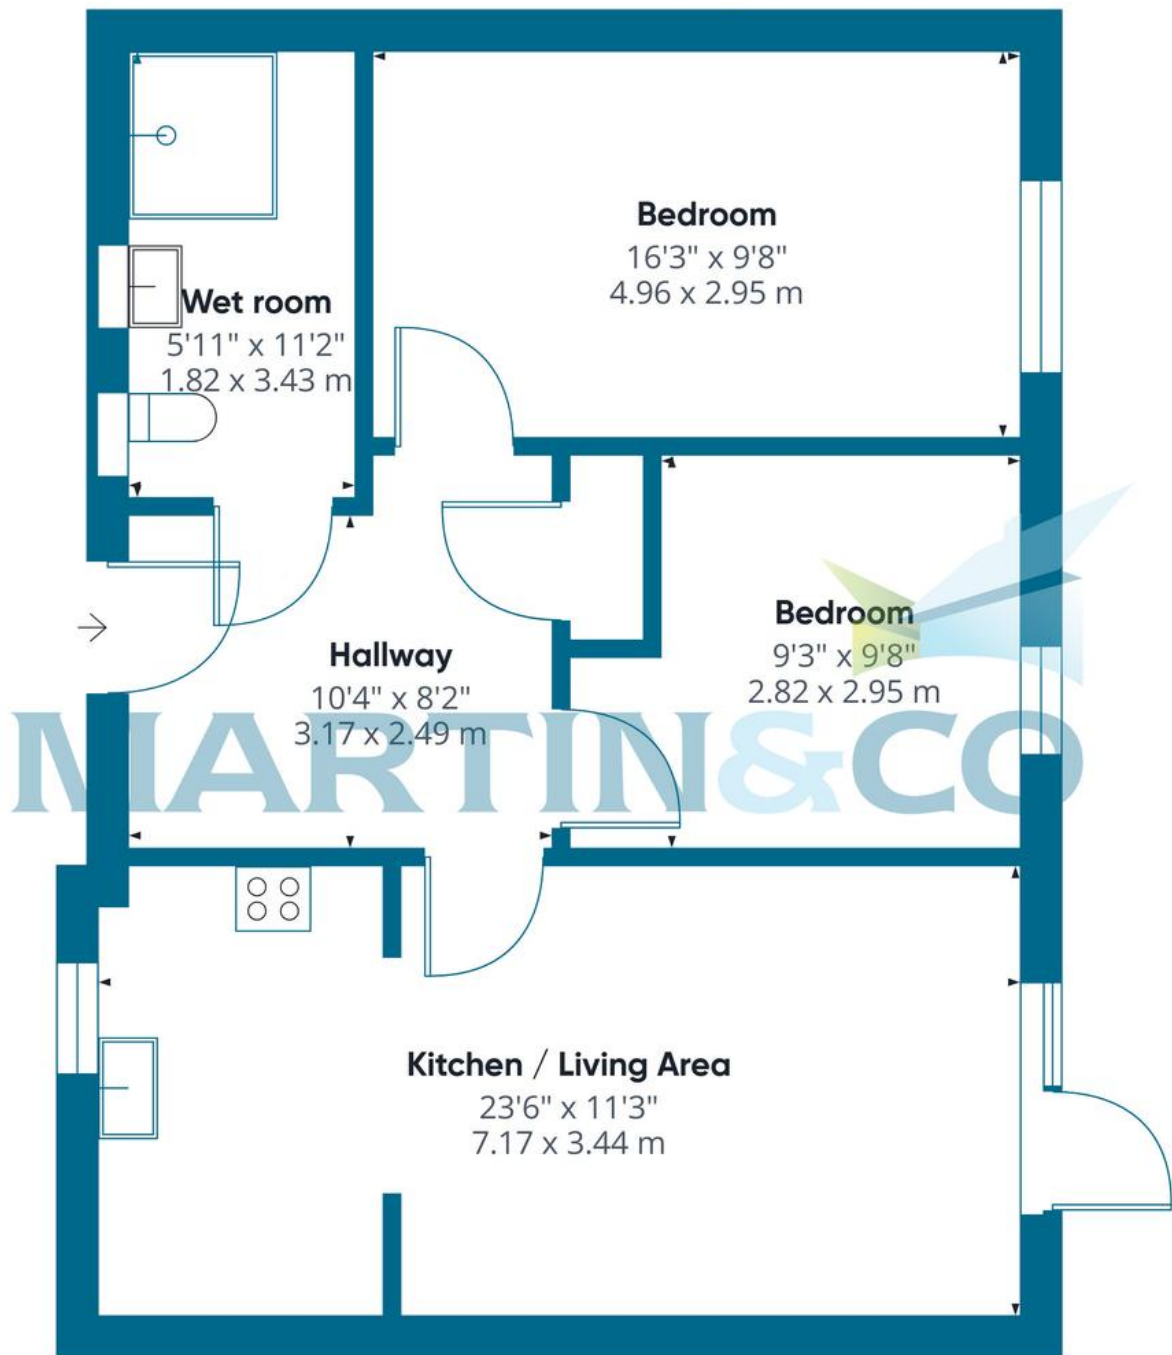 Bedroom
16'3" x 9'8"
4.96 x 2.95 m
Wet room
5'11" x 11'2"
1.82 x 3.43 m
Bedroom
9'3" x 9'8"
2.82 x 2.95 m
Hallway
10'4" x 8'2"
3.17 x 2.49 m
MARTIN&CO
Kitchen / Living Area
23'6" x 11'3"
7.17 x 3.44 m